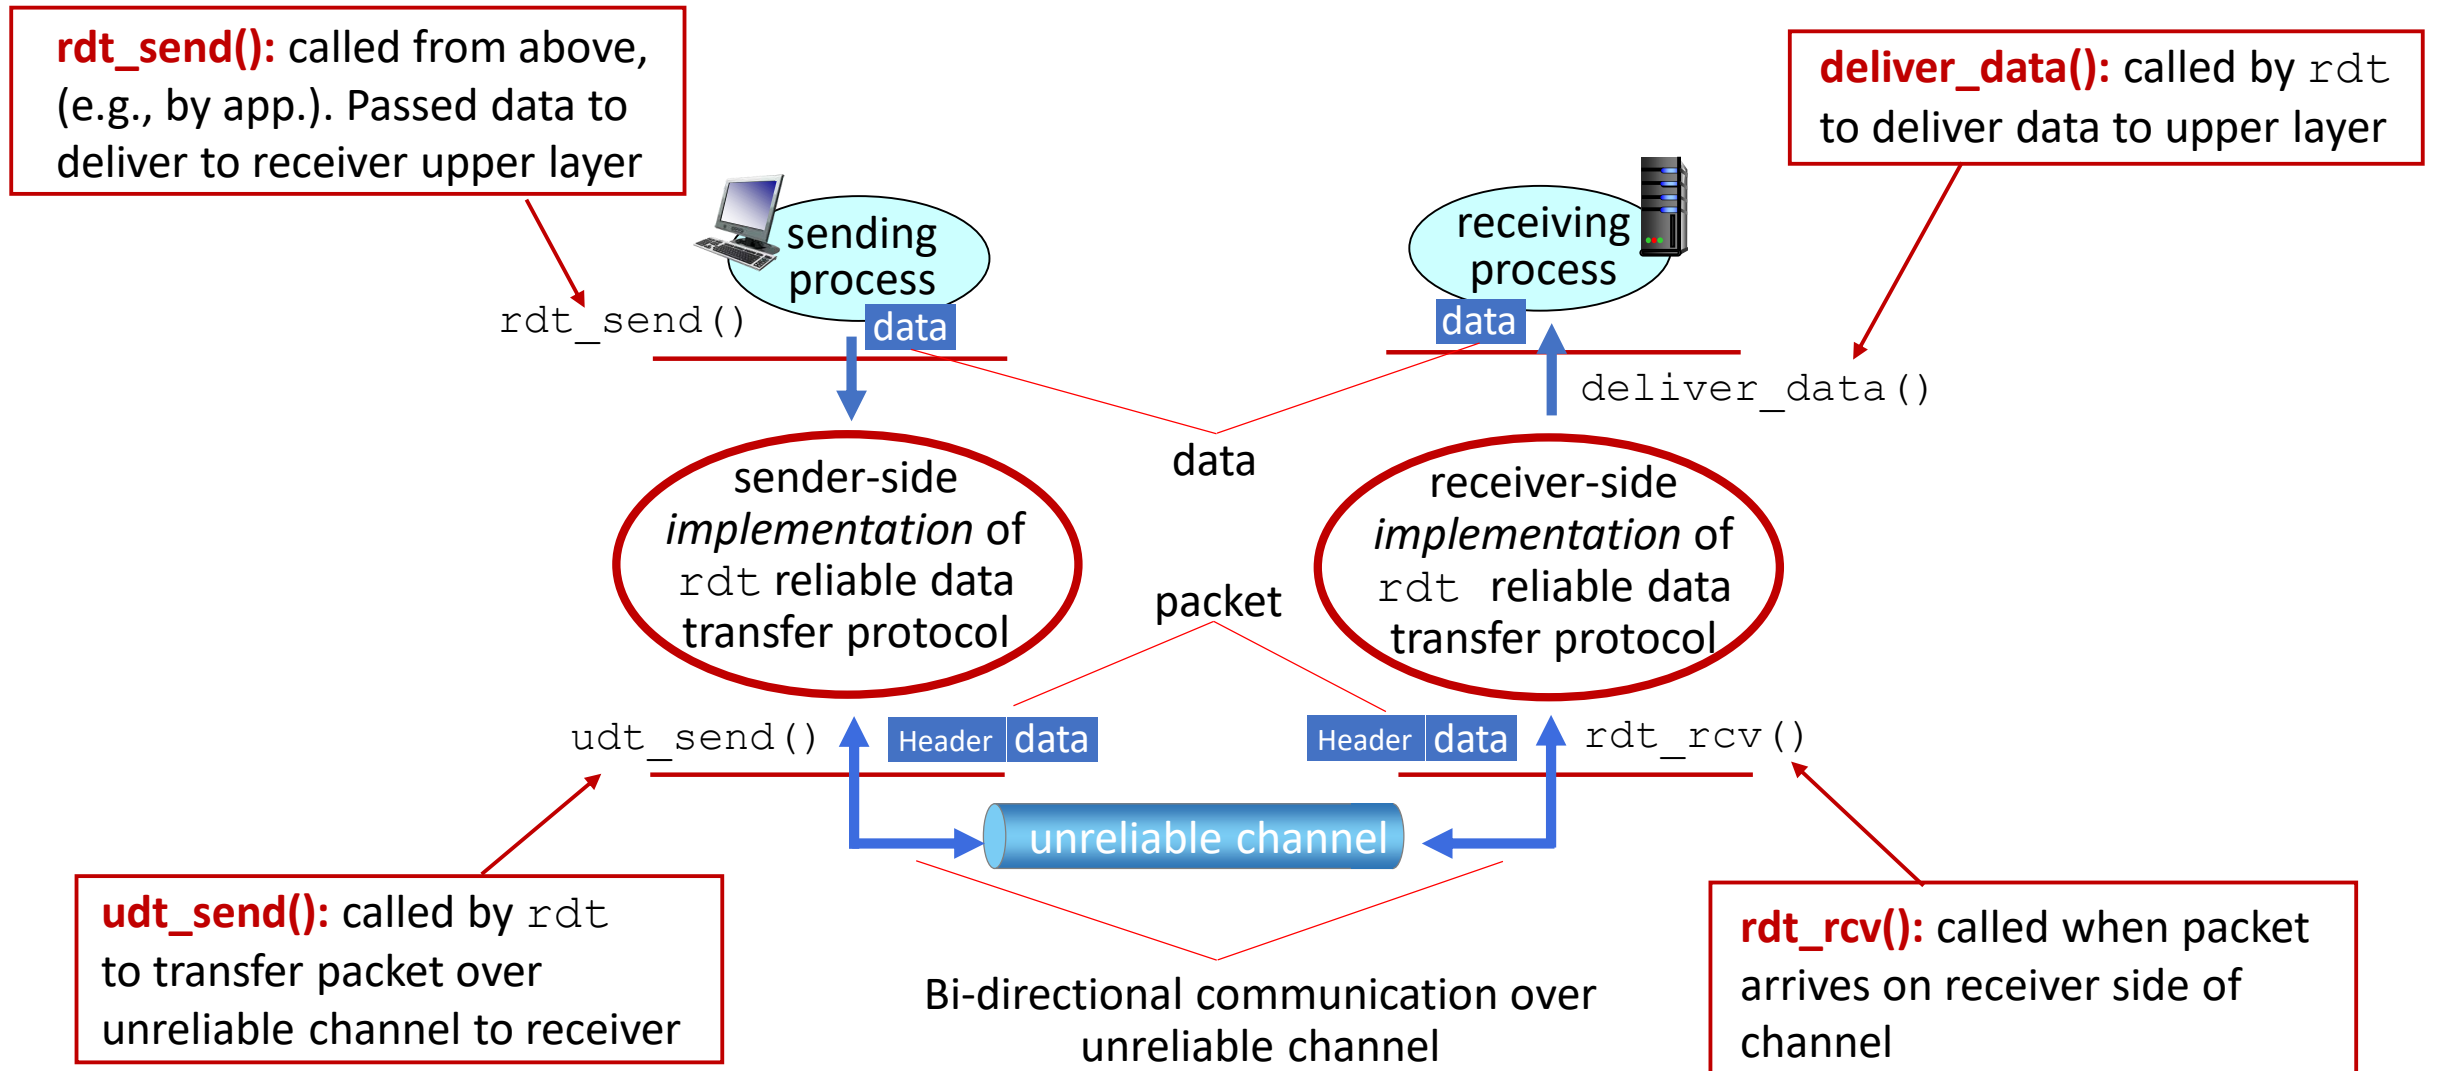 rdt_send(): called from above,
(e.g., by app.). Passed data to
deliver to receiver upper layer
deliver_data(): called by rdt
to deliver data to upper layer
sending
process
receiving
process
rdt_send()
data
data
deliver_data()
data
sender-side
implementation of
rdt reliable data
transfer protocol
receiver-side
implementation of
rdt reliable data
transfer protocol
packet
udt_send()
Header data
Header data
rdt_rcv()
unreliable channel
udt_send(): called by rdt
to transfer packet over
unreliable channel to receiver
Bi-directional communication over
unreliable channel
rdt_rcv(): called when packet
arrives on receiver side of
channel